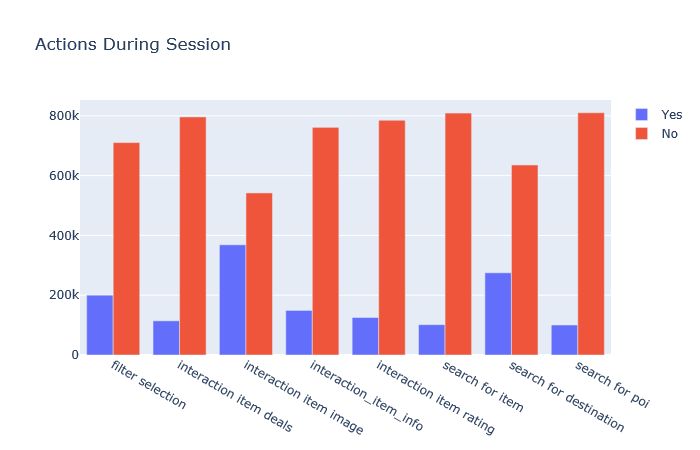 Actions During Session
Yes
No
800k
600k
400k
200k
0
filter selection
interaction item deals
interaction item image
interaction_item_info
interaction item rating
search for item
search for destination
search for poi